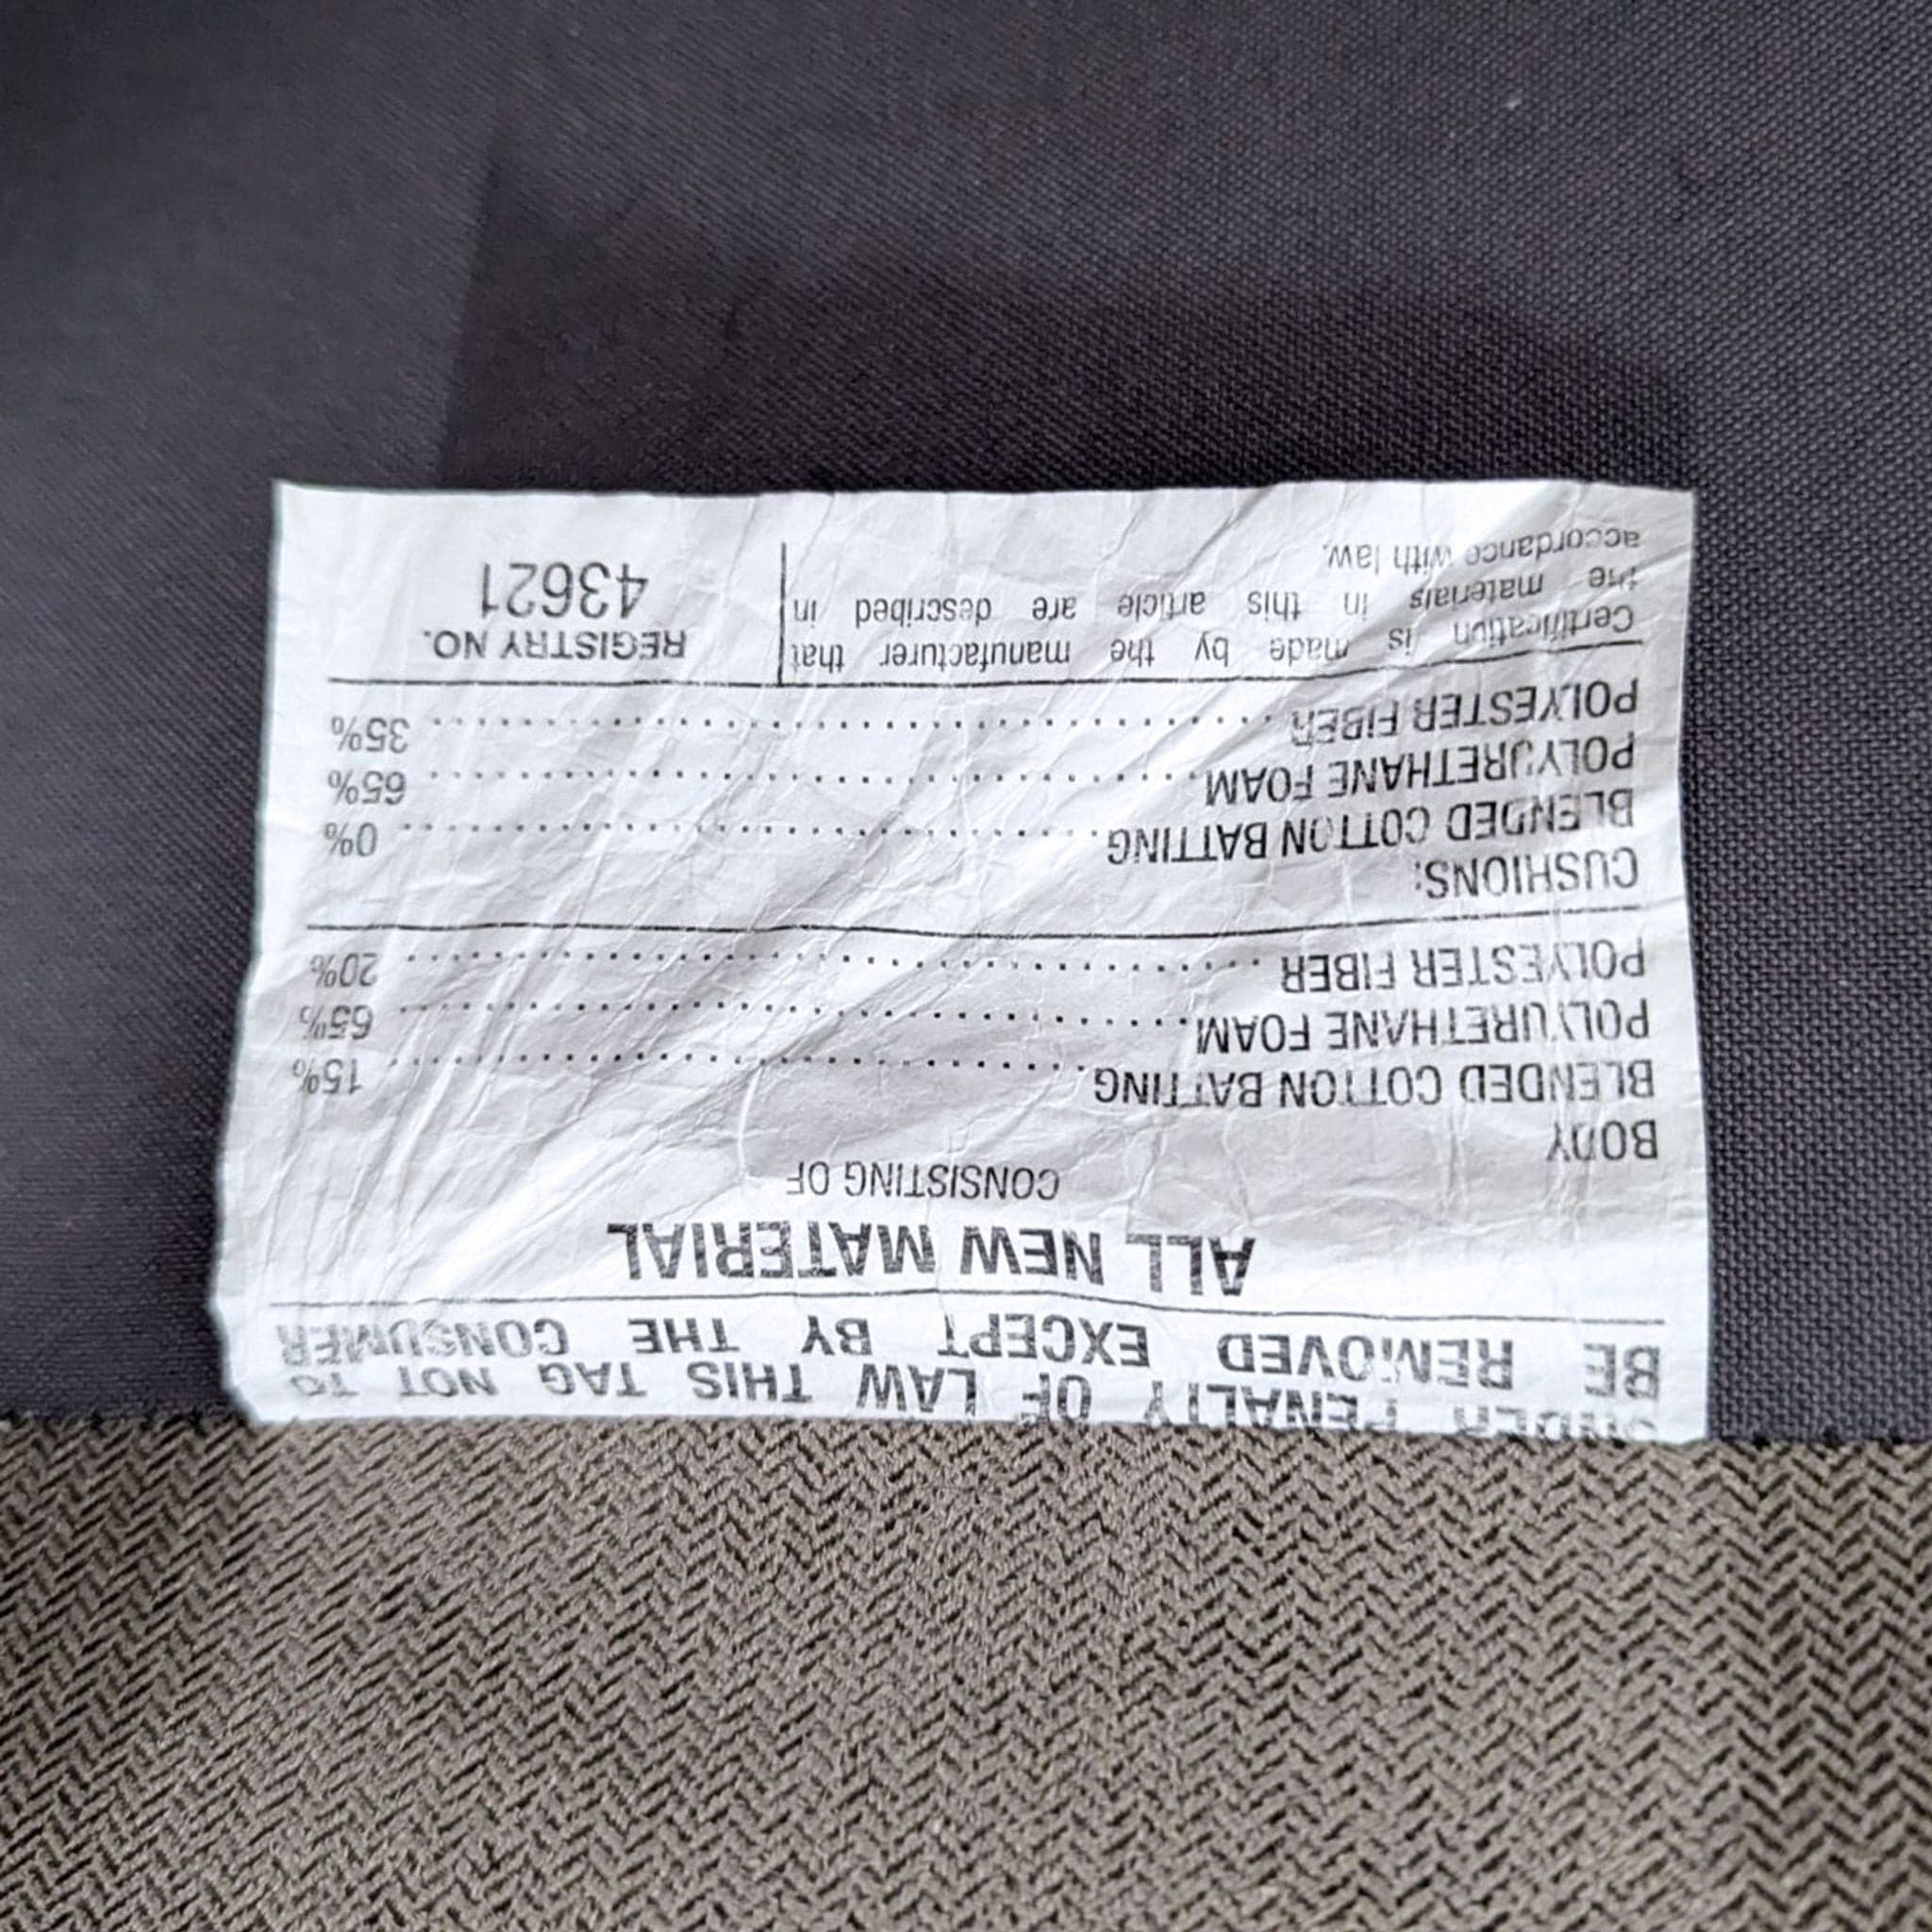 UNDER PENALTY OF LAW THIS TAG NOT TO
BE REMOVED EXCEPT BY THE CONSUMER
ALL NEW MATERIAL
CONSISTING OF
BODY
BLENDED COTTON BATTING 15%
POLYURETHANE FOAM 65%
POLYESTER FIBER 20%
CUSHIONS:
BLENDED COTTON BATTING 0%
POLYURETHANE FOAM 65%
POLYESTER FIBER 35%
Certification is made by the manufacturer that
the materials in this article are described in
accordance with law.
REGISTRY NO.
43621